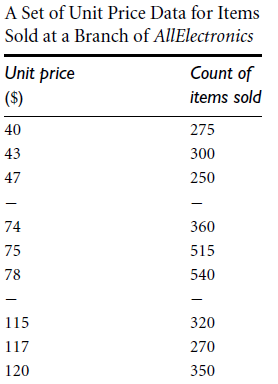 A Set of Unit Price Data for Items
Sold at a Branch of AllElectronics
Unit price Count of
($) items sold
40 275
43 300
47 250
− −
74 360
75 515
78 540
− −
115 320
117 270
120 350